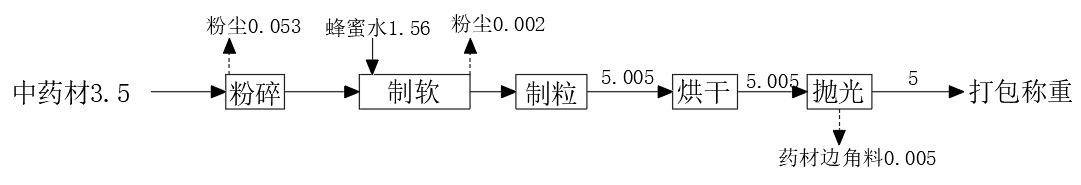 粉尘0.053
蜂蜜水1.56
粉尘0.002
中药材3.5
粉碎
制软
制粒
5.005
烘干
5.005
抛光
5
打包称重
药材边角料0.005